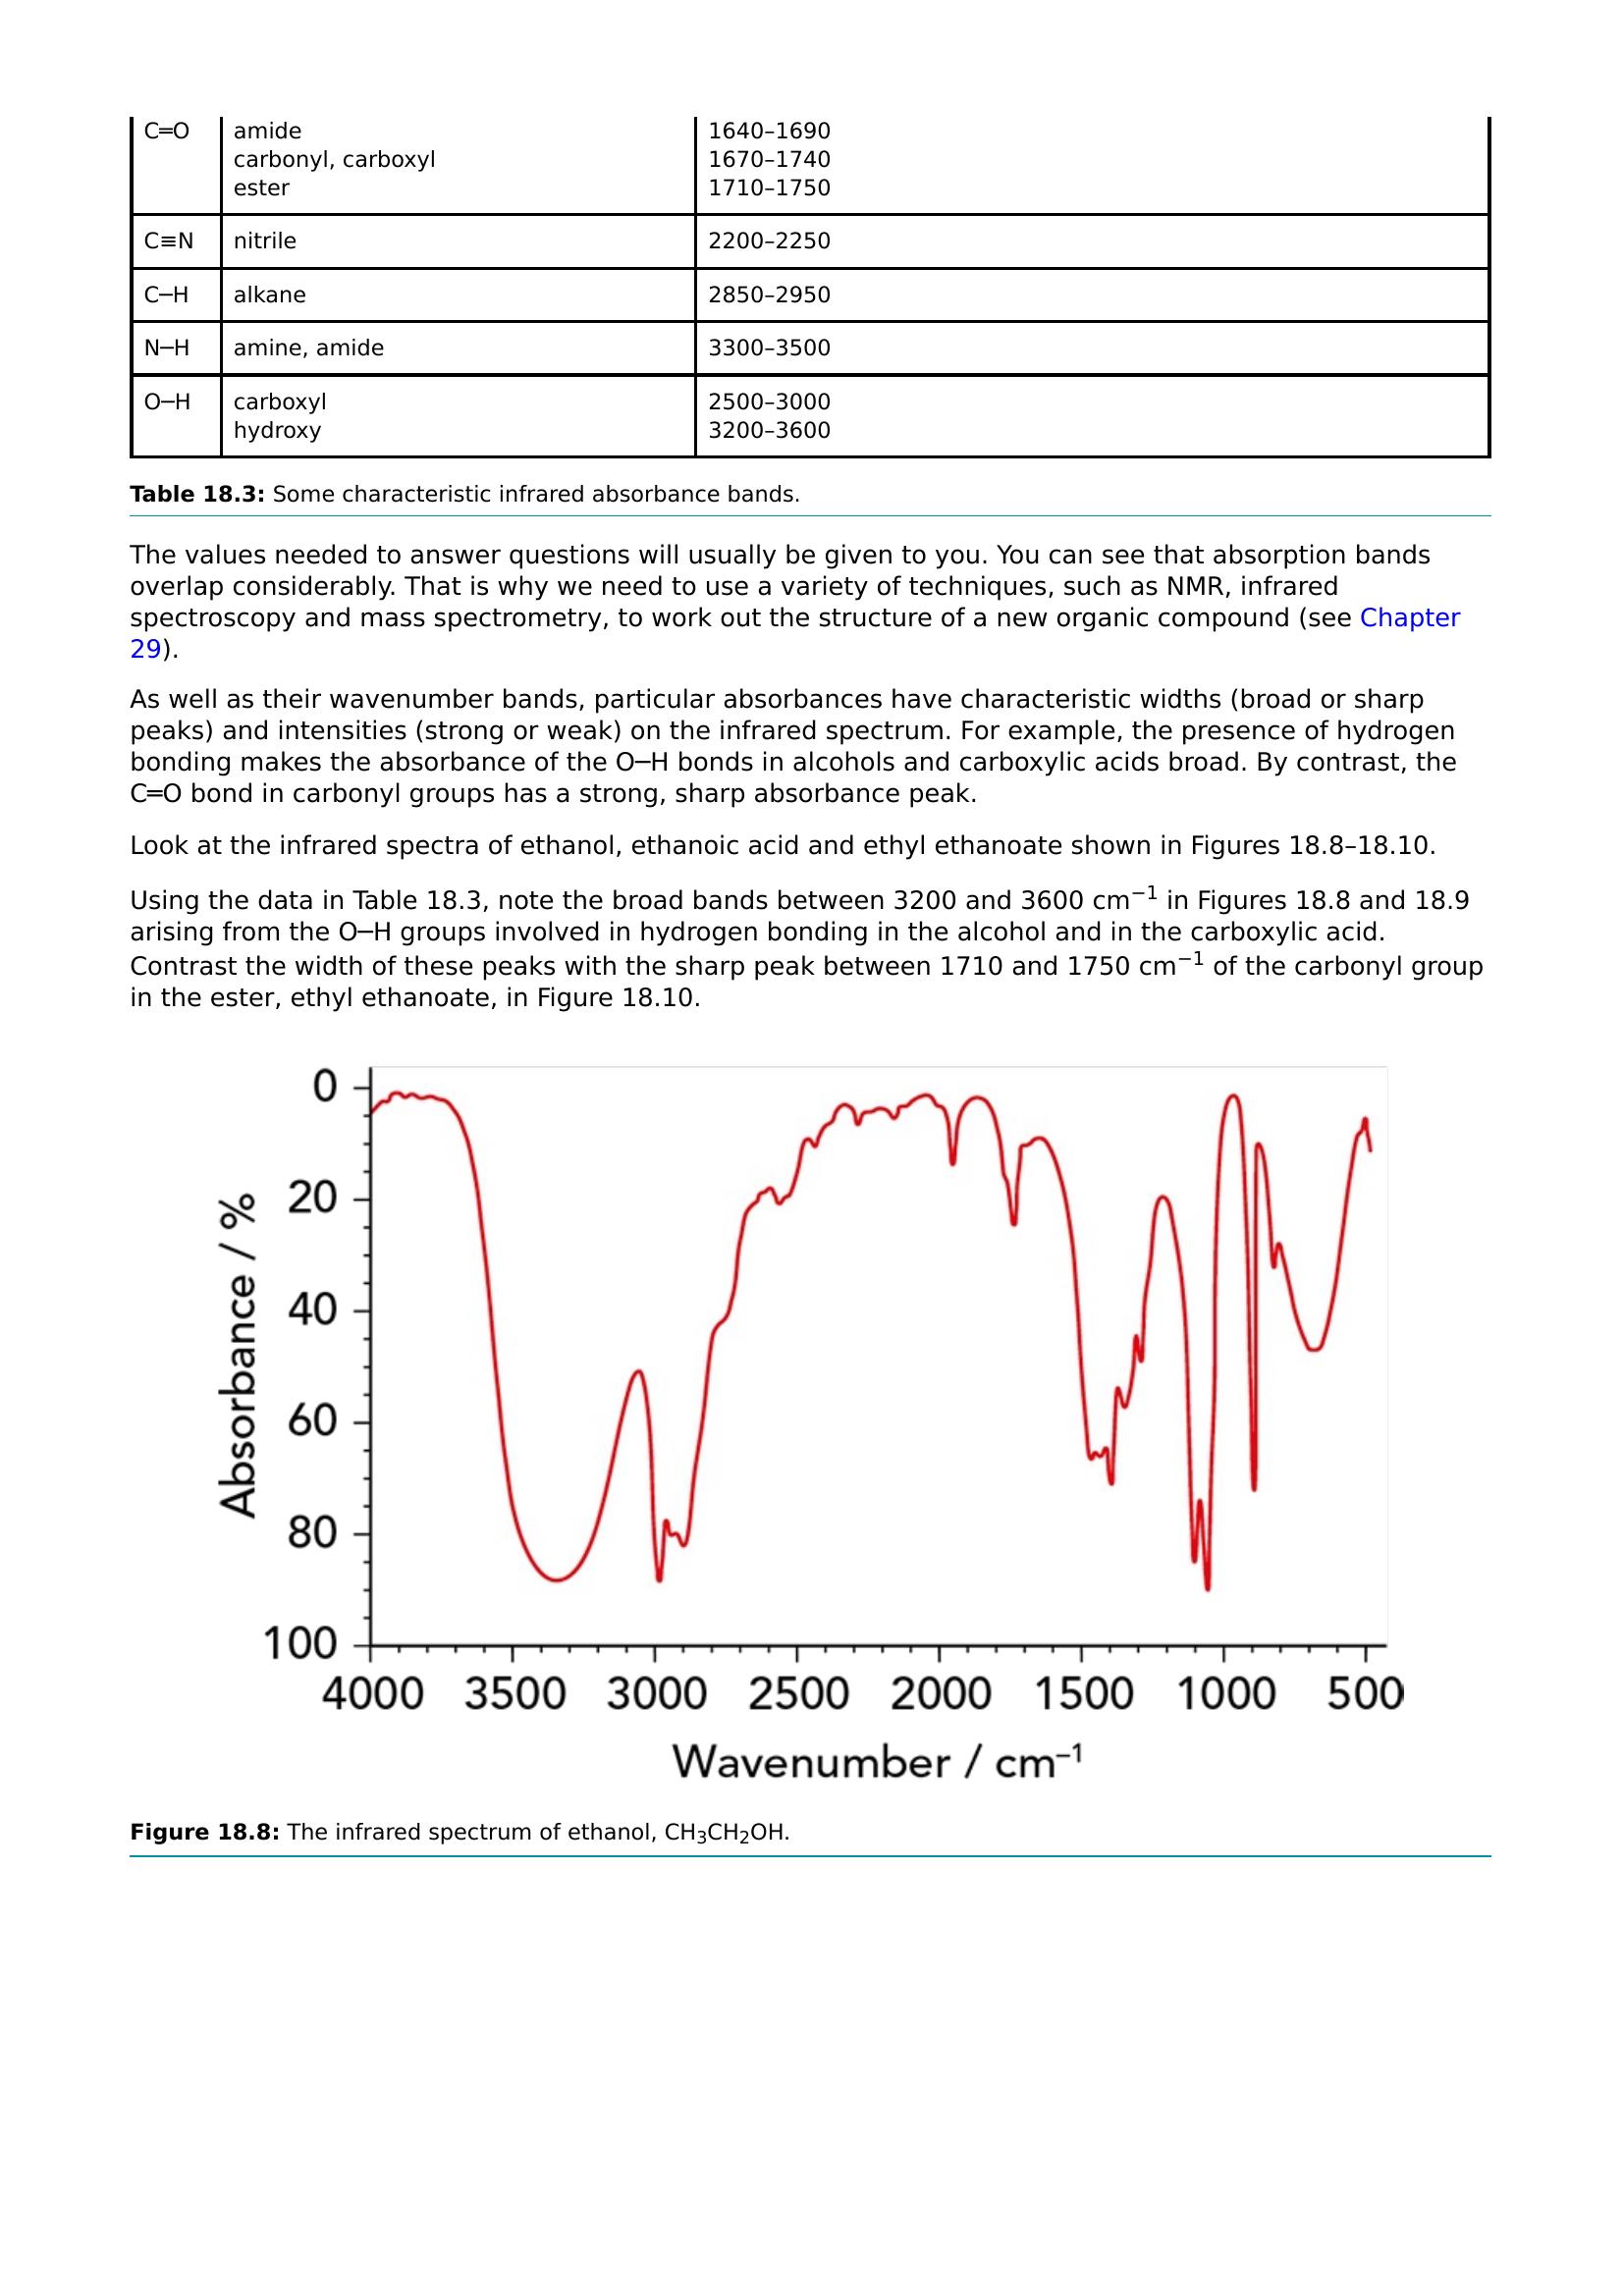 C═O amide 1640–1690
carbonyl, carboxyl 1670–1740
ester 1710–1750
C≡N nitrile 2200–2250
C─H alkane 2850–2950
N─H amine, amide 3300–3500
O─H carboxyl 2500–3000
hydroxy 3200–3600
Table 18.3: Some characteristic infrared absorbance bands.
The values needed to answer questions will usually be given to you. You can see that absorption bands
overlap considerably. That is why we need to use a variety of techniques, such as NMR, infrared
spectroscopy and mass spectrometry, to work out the structure of a new organic compound (see Chapter
29).
As well as their wavenumber bands, particular absorbances have characteristic widths (broad or sharp
peaks) and intensities (strong or weak) on the infrared spectrum. For example, the presence of hydrogen
bonding makes the absorbance of the O─H bonds in alcohols and carboxylic acids broad. By contrast, the
C═O bond in carbonyl groups has a strong, sharp absorbance peak.
Look at the infrared spectra of ethanol, ethanoic acid and ethyl ethanoate shown in Figures 18.8–18.10.
Using the data in Table 18.3, note the broad bands between 3200 and 3600 cm⁻¹ in Figures 18.8 and 18.9
arising from the O─H groups involved in hydrogen bonding in the alcohol and in the carboxylic acid.
Contrast the width of these peaks with the sharp peak between 1710 and 1750 cm⁻¹ of the carbonyl group
in the ester, ethyl ethanoate, in Figure 18.10.
0
20
40
60
80
100
Absorbance / %
4000 3500 3000 2500 2000 1500 1000 500
Wavenumber / cm⁻¹
Figure 18.8: The infrared spectrum of ethanol, CH₃CH₂OH.